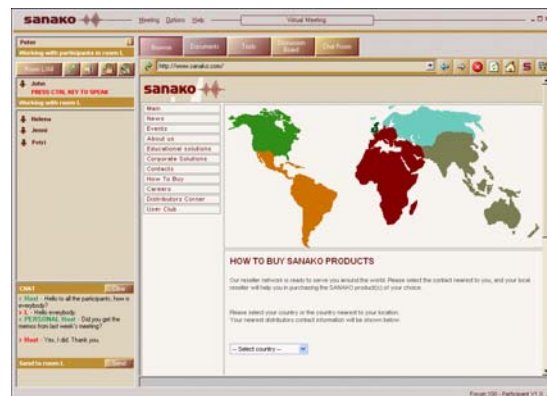 sanako
Meeting Options Help
Virtual Meeting
Peter
Working with participants in room L
Browse
Documents
Tools
Discussion Board
Chat Room
http://www.sanako.com/
John
PRESS CTRL KEY TO SPEAK
Working with room L
Helena
Jenni
Petri
sanako
Main
News
Events
About us
Educational solutions
Corporate Solutions
Contacts
How To Buy
Careers
Distributors Corner
User Club
HOW TO BUY SANAKO PRODUCTS
Our reseller network is ready to serve you around the world. Please select the contact nearest to you, and your local
reseller will help you in purchasing the SANAKO product(s) of your choice.
Please select your country or the country nearest to your location.
Your nearest distributors contact information will be shown below.
-- Select country --
CHAT
Clear
< Host - Hello to all the participants, how is
everybody?
> L - Hello everybody
< PERSONAL Host - Did you get the
memos from last week's meeting?
> Host - Yes, I did. Thank you.
Send to room L
Send
Participant V1.0